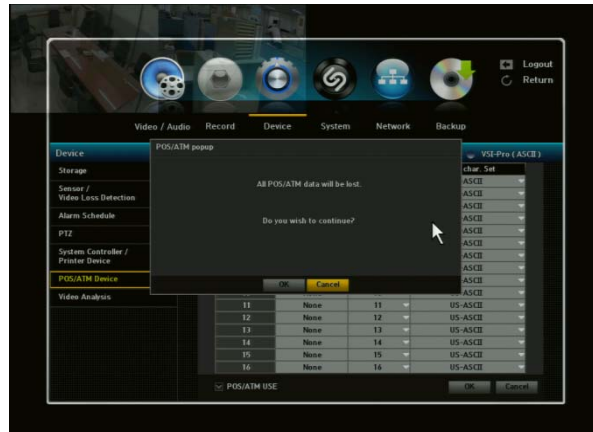 Logout
Return
Video / Audio Record Device System Network Backup
Device
POS/ATM popup
VSI-Pro ( ASCII )
Storage
char. Set
All POS/ATM data will be lost.
ASCII
Sensor /
Video Loss Detection
ASCII
ASCII
Alarm Schedule
Do you wish to continue?
ASCII
PTZ
ASCII
System Controller /
Printer Device
ASCII
ASCII
POS/ATM Device
OK Cancel
ASCII
Video Analysis
US-ASCII
11 None 11 US-ASCII
12 None 12 US-ASCII
13 None 13 US-ASCII
14 None 14 US-ASCII
15 None 15 US-ASCII
16 None 16 US-ASCII
POS/ATM USE
OK Cancel